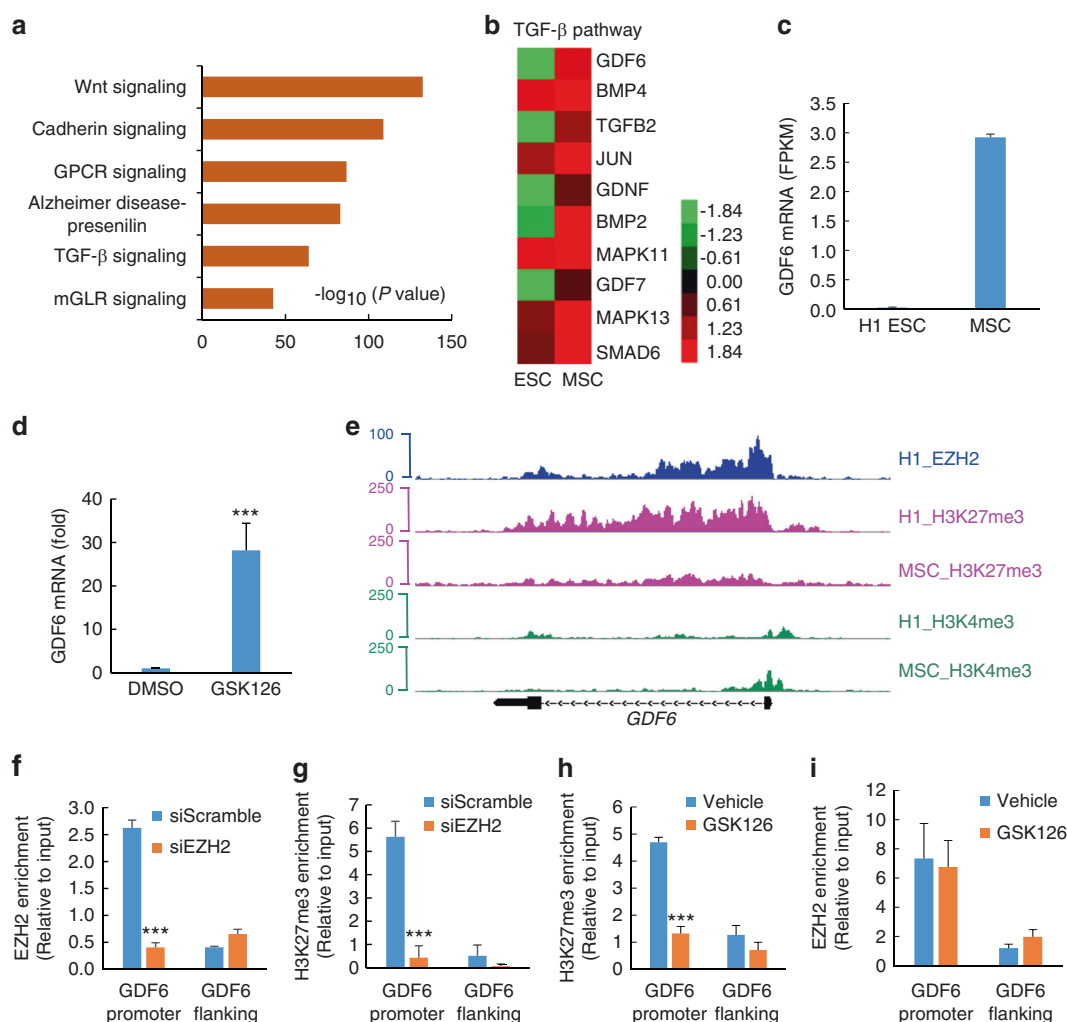 a
Wnt signaling
Cadherin signaling
GPCR signaling
Alzheimer disease-
presenilin
TGF-β signaling
mGLR signaling
-log10 (P value)
0 50 100 150
b
TGF-β pathway
GDF6
BMP4
TGFB2
JUN
GDNF
BMP2
MAPK11
GDF7
MAPK13
SMAD6
ESC MSC
-1.84
-1.23
-0.61
0.00
0.61
1.23
1.84
c
GDF6 mRNA (FPKM)
3.5
3.0
2.5
2.0
1.5
1.0
0.5
0.0
H1 ESC MSC
d
GDF6 mRNA (fold)
40
30
20
10
0
***
DMSO GSK126
e
100
0
H1_EZH2
250
0
H1_H3K27me3
250
0
MSC_H3K27me3
250
0
H1_H3K4me3
250
0
MSC_H3K4me3
GDF6
f
EZH2 enrichment
(Relative to input)
3.0
2.5
2.0
1.5
1.0
0.5
0.0
siScramble
siEZH2
***
GDF6 GDF6
promoter flanking
g
H3K27me3 enrichment
(Relative to input)
7
6
5
4
3
2
1
0
siScramble
siEZH2
***
GDF6 GDF6
promoter flanking
h
H3K27me3 enrichment
(Relative to input)
6
5
4
3
2
1
0
Vehicle
GSK126
***
GDF6 GDF6
promoter flanking
i
EZH2 enrichment
(Relative to input)
12
10
8
6
4
2
0
Vehicle
GSK126
GDF6 GDF6
promoter flanking